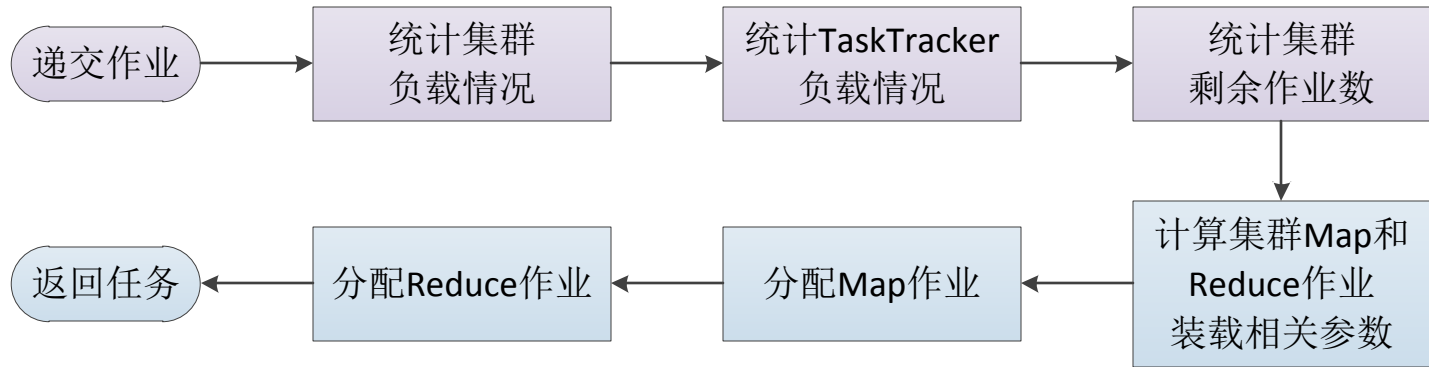 递交作业
统计集群
负载情况
统计TaskTracker
负载情况
统计集群
剩余作业数
计算集群Map和
Reduce作业
装载相关参数
分配Map作业
分配Reduce作业
返回任务